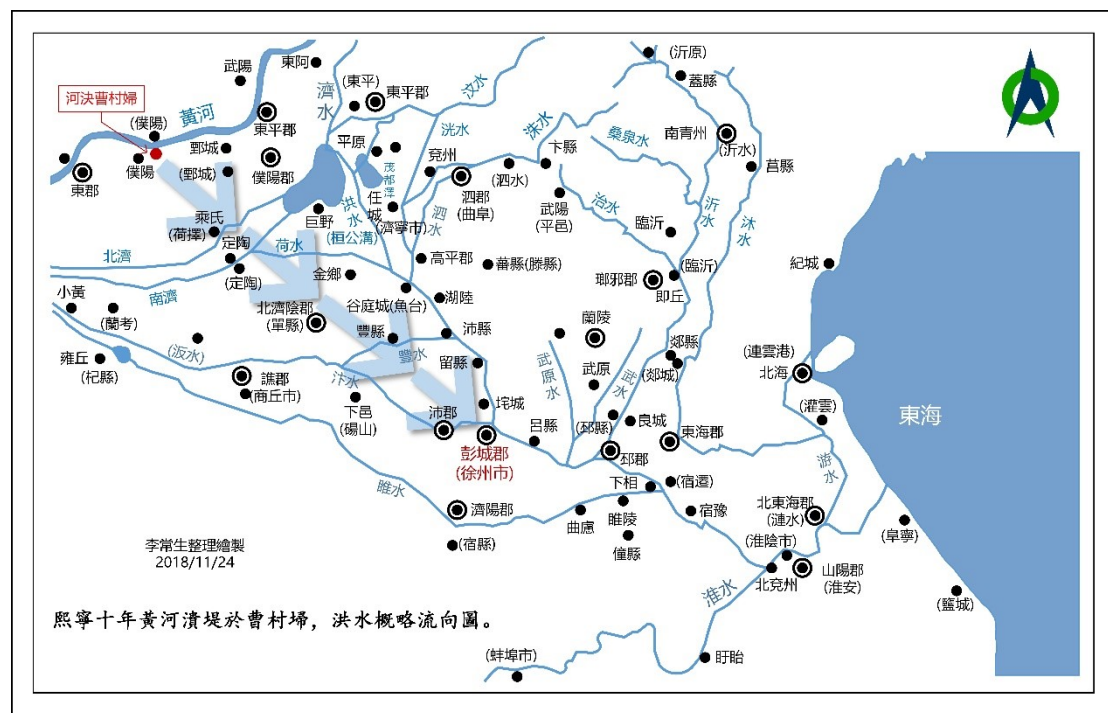 東阿
(沂原)
武陽
蓋縣
濟水
(東平)
東平郡
汶水
河決曹村婦
黃河
(僕陽)
東平郡
洸水
洙水
桑泉水
南青州
(沂水)
鄄城
平原
兗州
卞縣
莒縣
東郡
僕陽
(鄄城)
僕陽郡
茂都澤
泗郡
(曲阜)
(泗水)
治水
沂水
沭水
任城
(濟寧市)
武陽
(平邑)
乘氏
(荷擇)
巨野
洪水
(桓公溝)
泗水
臨沂
北濟
定陶
(定陶)
荷水
高平郡
蕃縣(滕縣)
(臨沂)
紀城
小黃
南濟
金鄉
瑯邪郡
即丘
(蘭考)
北濟陰郡
(單縣)
谷庭城(魚台)
湖陸
豐縣
沛縣
蘭陵
雍丘
(杞縣)
(汳水)
豐水
留縣
武原水
武原
武水
郯縣
(郯城)
(連雲港)
北海
東海
譙郡
(商丘市)
汴水
下邑
(碭山)
沛郡
垞城
彭城郡
(徐州市)
呂縣
(邳縣)
良城
東海郡
(灌雲)
邳郡
游水
睢水
下相
(宿遷)
濟陽郡
曲慮
睢陵
宿豫
北東海郡
(漣水)
(阜寧)
李常生整理繪製
2018/11/24
(宿縣)
僮縣
(淮陰市)
北兗州
山陽郡
(淮安)
淮水
(鹽城)
熙寧十年黃河潰堤於曹村埽，洪水概略流向圖。
(蚌埠市)
盱眙